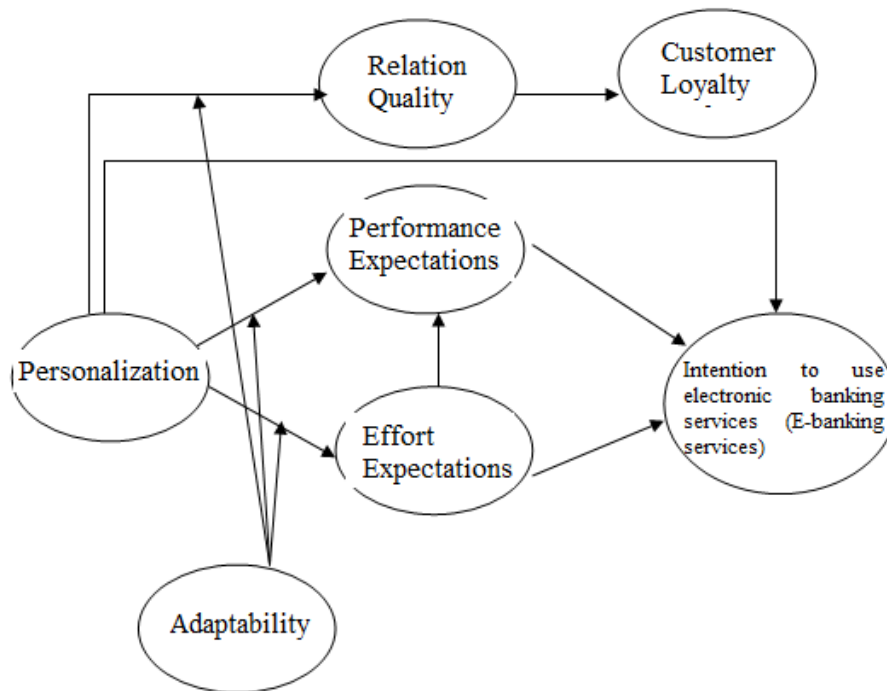 Relation
Quality
Customer
Loyalty
Performance
Expectations
Personalization
Intention to use
electronic banking
services (E-banking
services)
Effort
Expectations
Adaptability